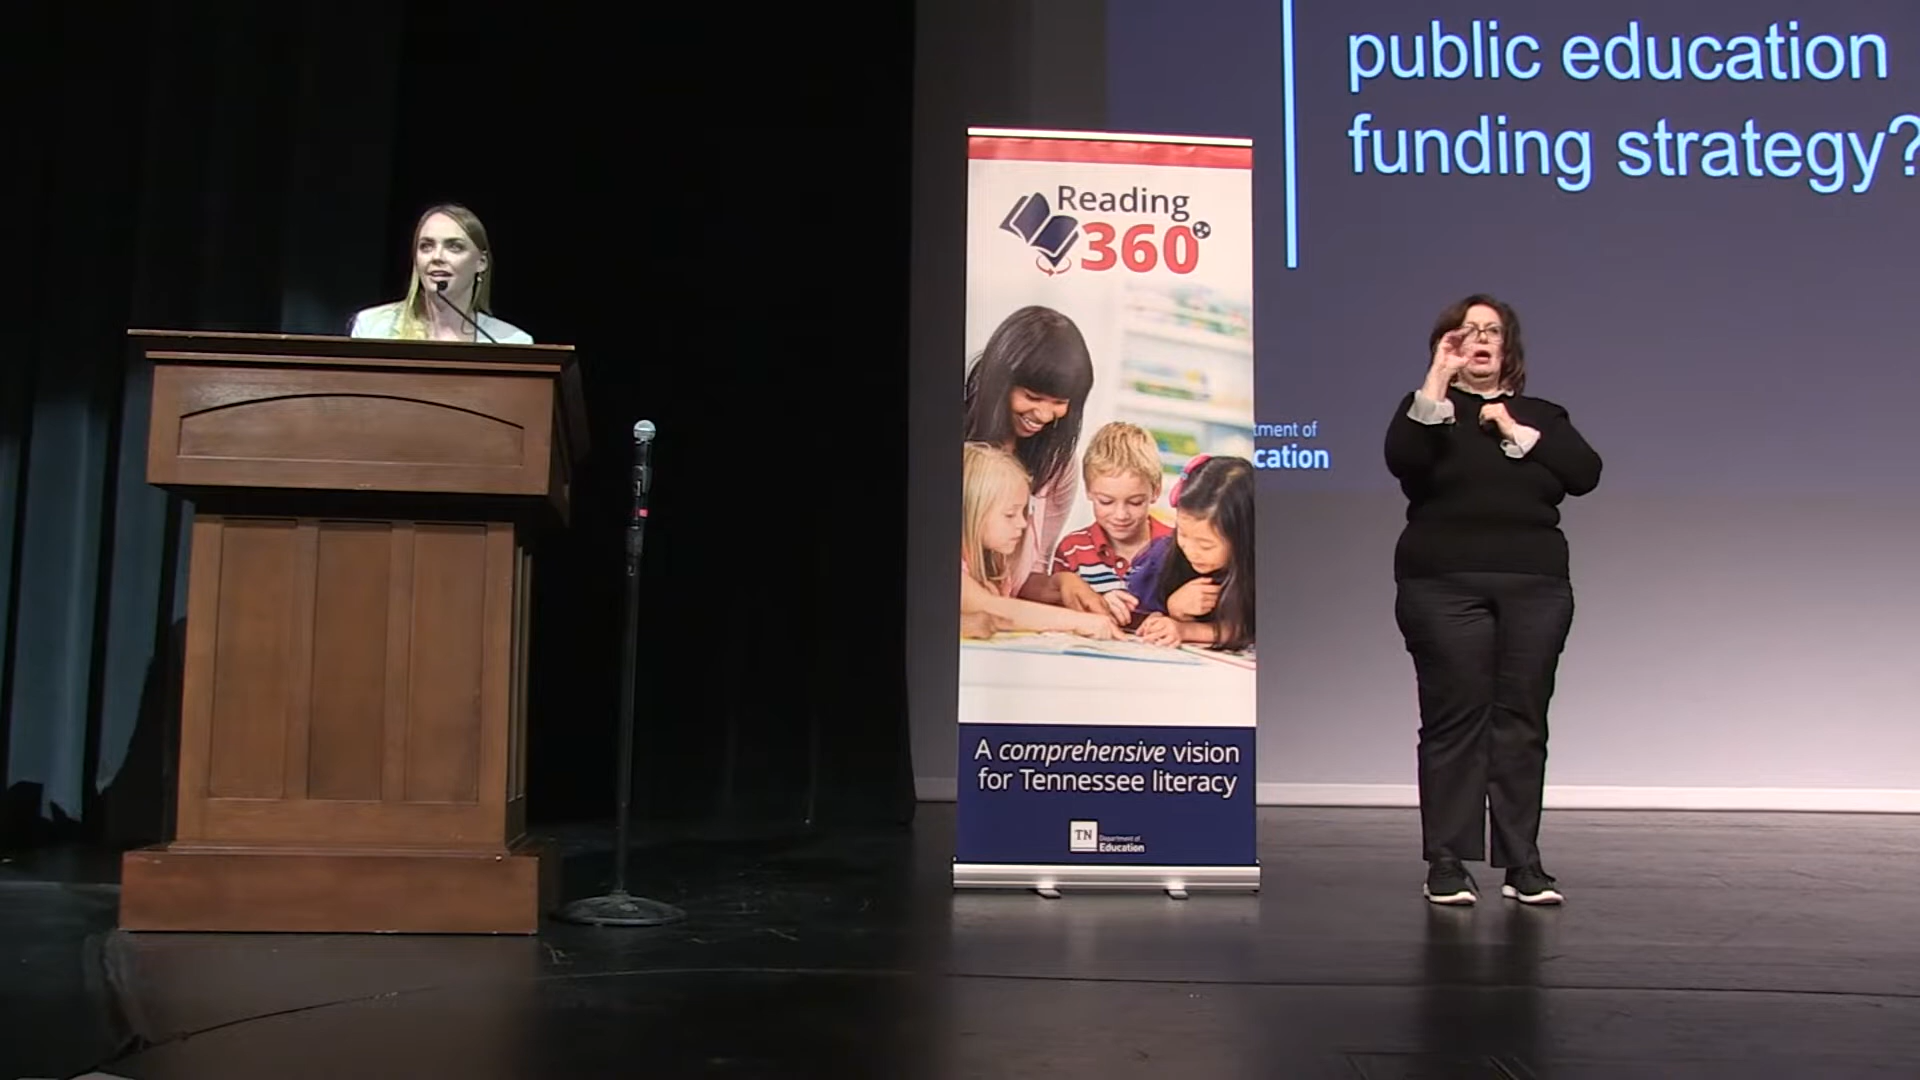 public education
funding strategy?
Reading
360
A comprehensive vision
for Tennessee literacy
TN
Department of
Education
tment of
cation